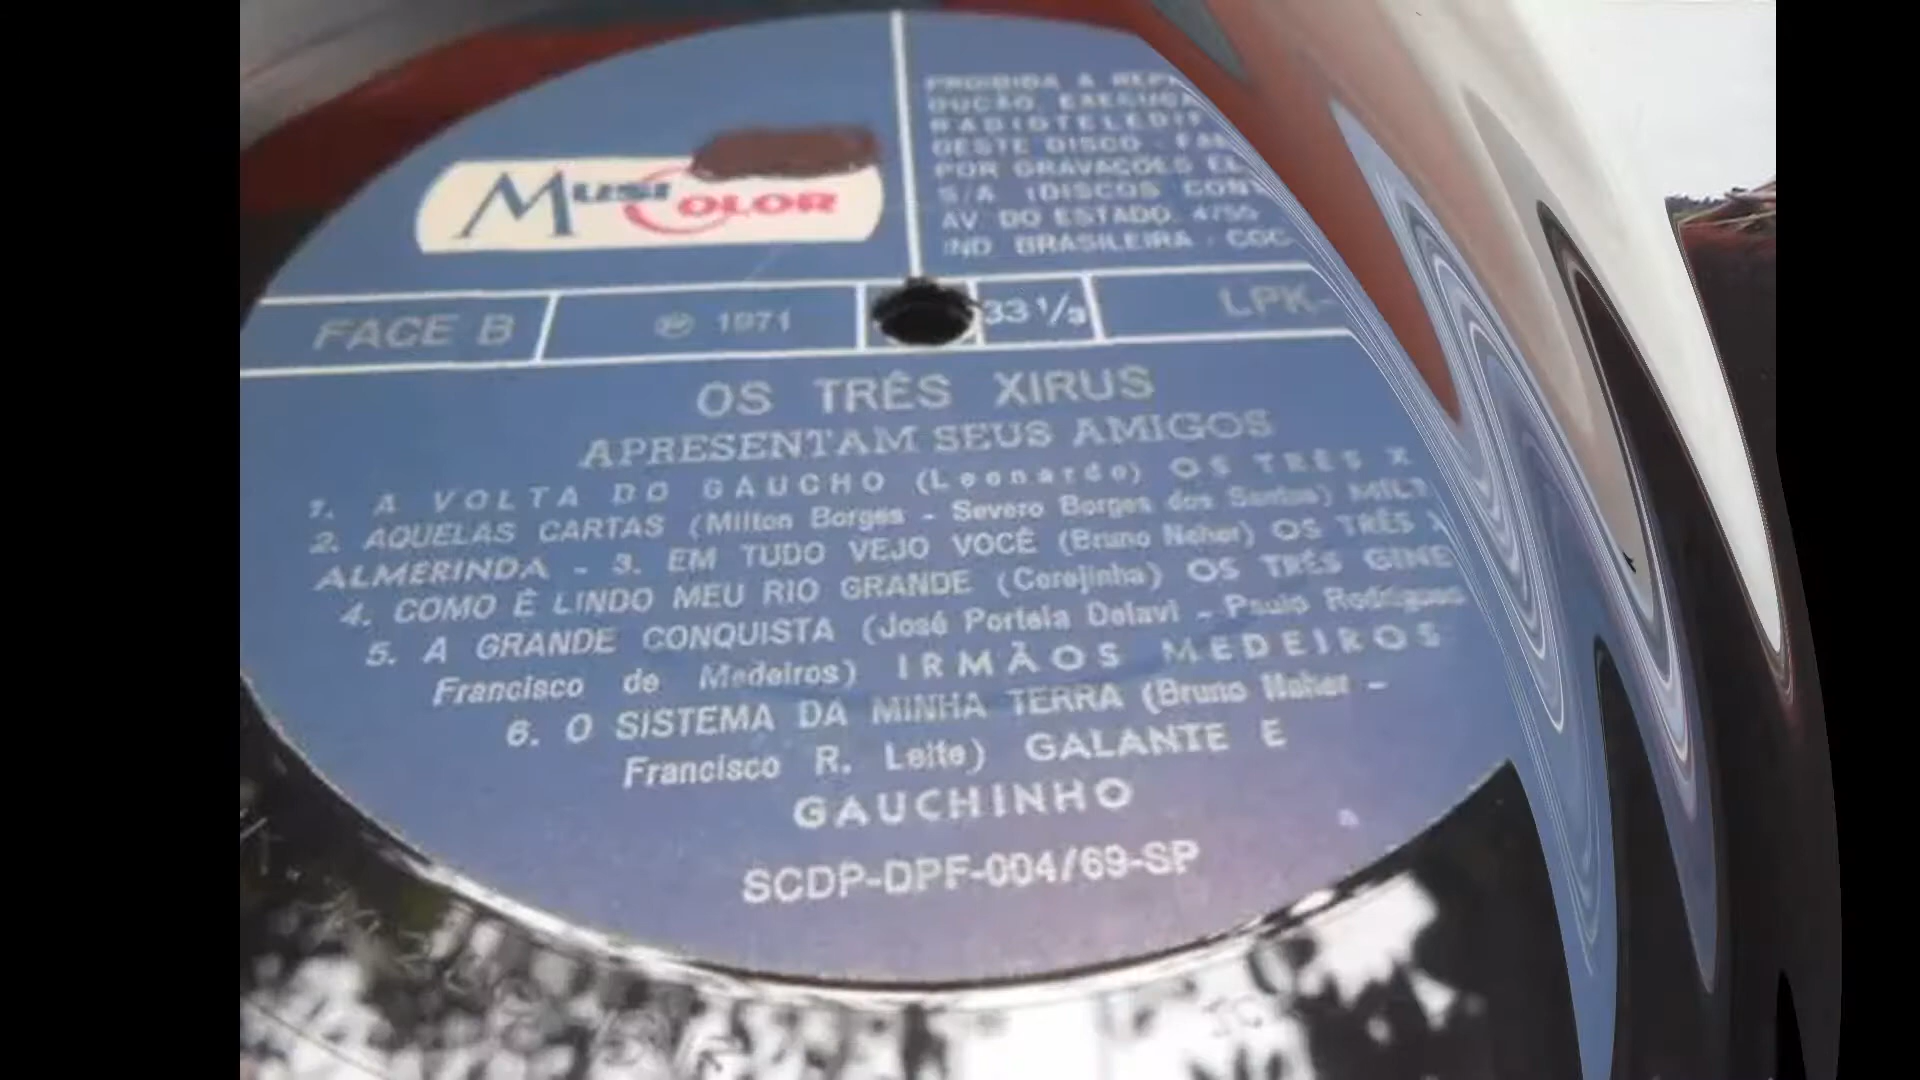 MUSICOLOR
PROIBIDA A
DUCÃO, EXECUÇÃ
RADIOTELEDIF
DESTE DISCO - FA
POR GRAVAÇÕES EL
S/A (DISCOS CONT
AV. DO ESTADO, 4755
IND BRASILEIRA - CGC
FACE B
℗ 1971
33 1/3
LPK-
OS TRÊS XIRUS
APRESENTAM SEUS AMIGOS
1. A VOLTA DO GAUCHO (Leonardo) OS TRÊS X
2. AQUELAS CARTAS (Milton Borges - Severo Borges dos Santos) MILT
ALMERINDA - 3. EM TUDO VEJO VOCÊ (Bruno Neher) OS TRÊS X
4. COMO É LINDO MEU RIO GRANDE (Cerejinha) OS TRÊS GINE
5. A GRANDE CONQUISTA (José Portela Delavi - Paulo Rodrigues
Francisco de Medeiros) IRMÃOS MEDEIROS
6. O SISTEMA DA MINHA TERRA (Bruno Neher -
Francisco R. Leite) GALANTE E
GAUCHINHO
SCDP-DPF-004/69-SP